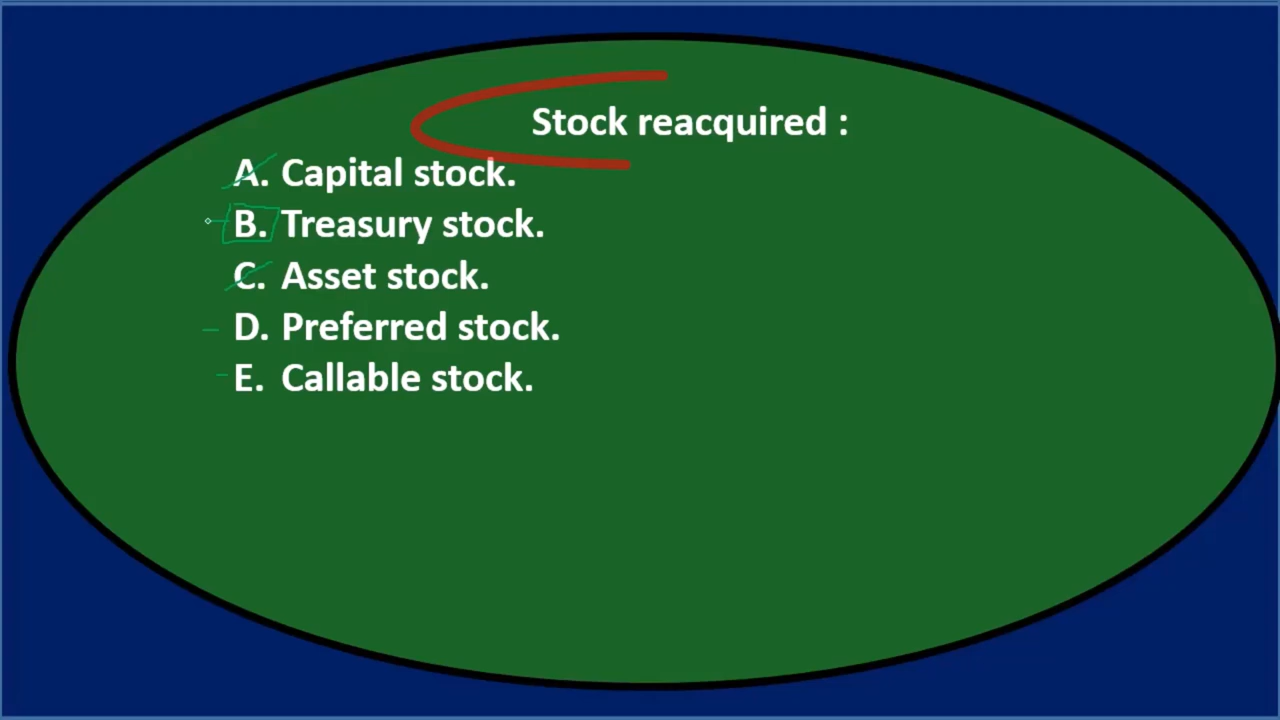 Stock reacquired :
A. Capital stock.
B. Treasury stock.
C. Asset stock.
D. Preferred stock.
E. Callable stock.